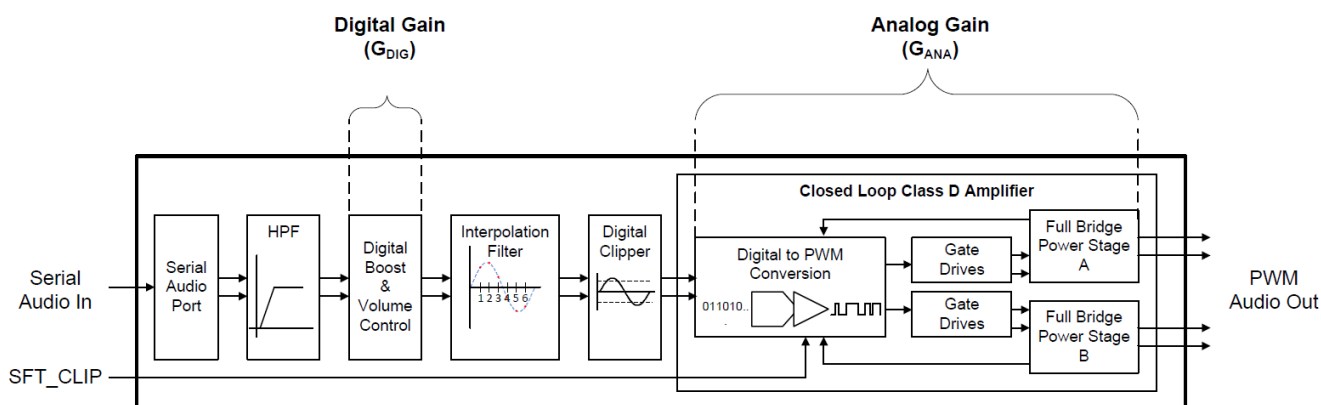 Digital Gain
(GDIG)
Analog Gain
(GANA)
Closed Loop Class D Amplifier
Serial
Audio In
Serial
Audio
Port
HPF
Digital
Boost
&
Volume
Control
Interpolation
Filter
1 2 3 4 5 6
Digital
Clipper
Digital to PWM
Conversion
011010..
.
Gate
Drives
Gate
Drives
Full Bridge
Power Stage
A
Full Bridge
Power Stage
B
PWM
Audio Out
SFT_CLIP